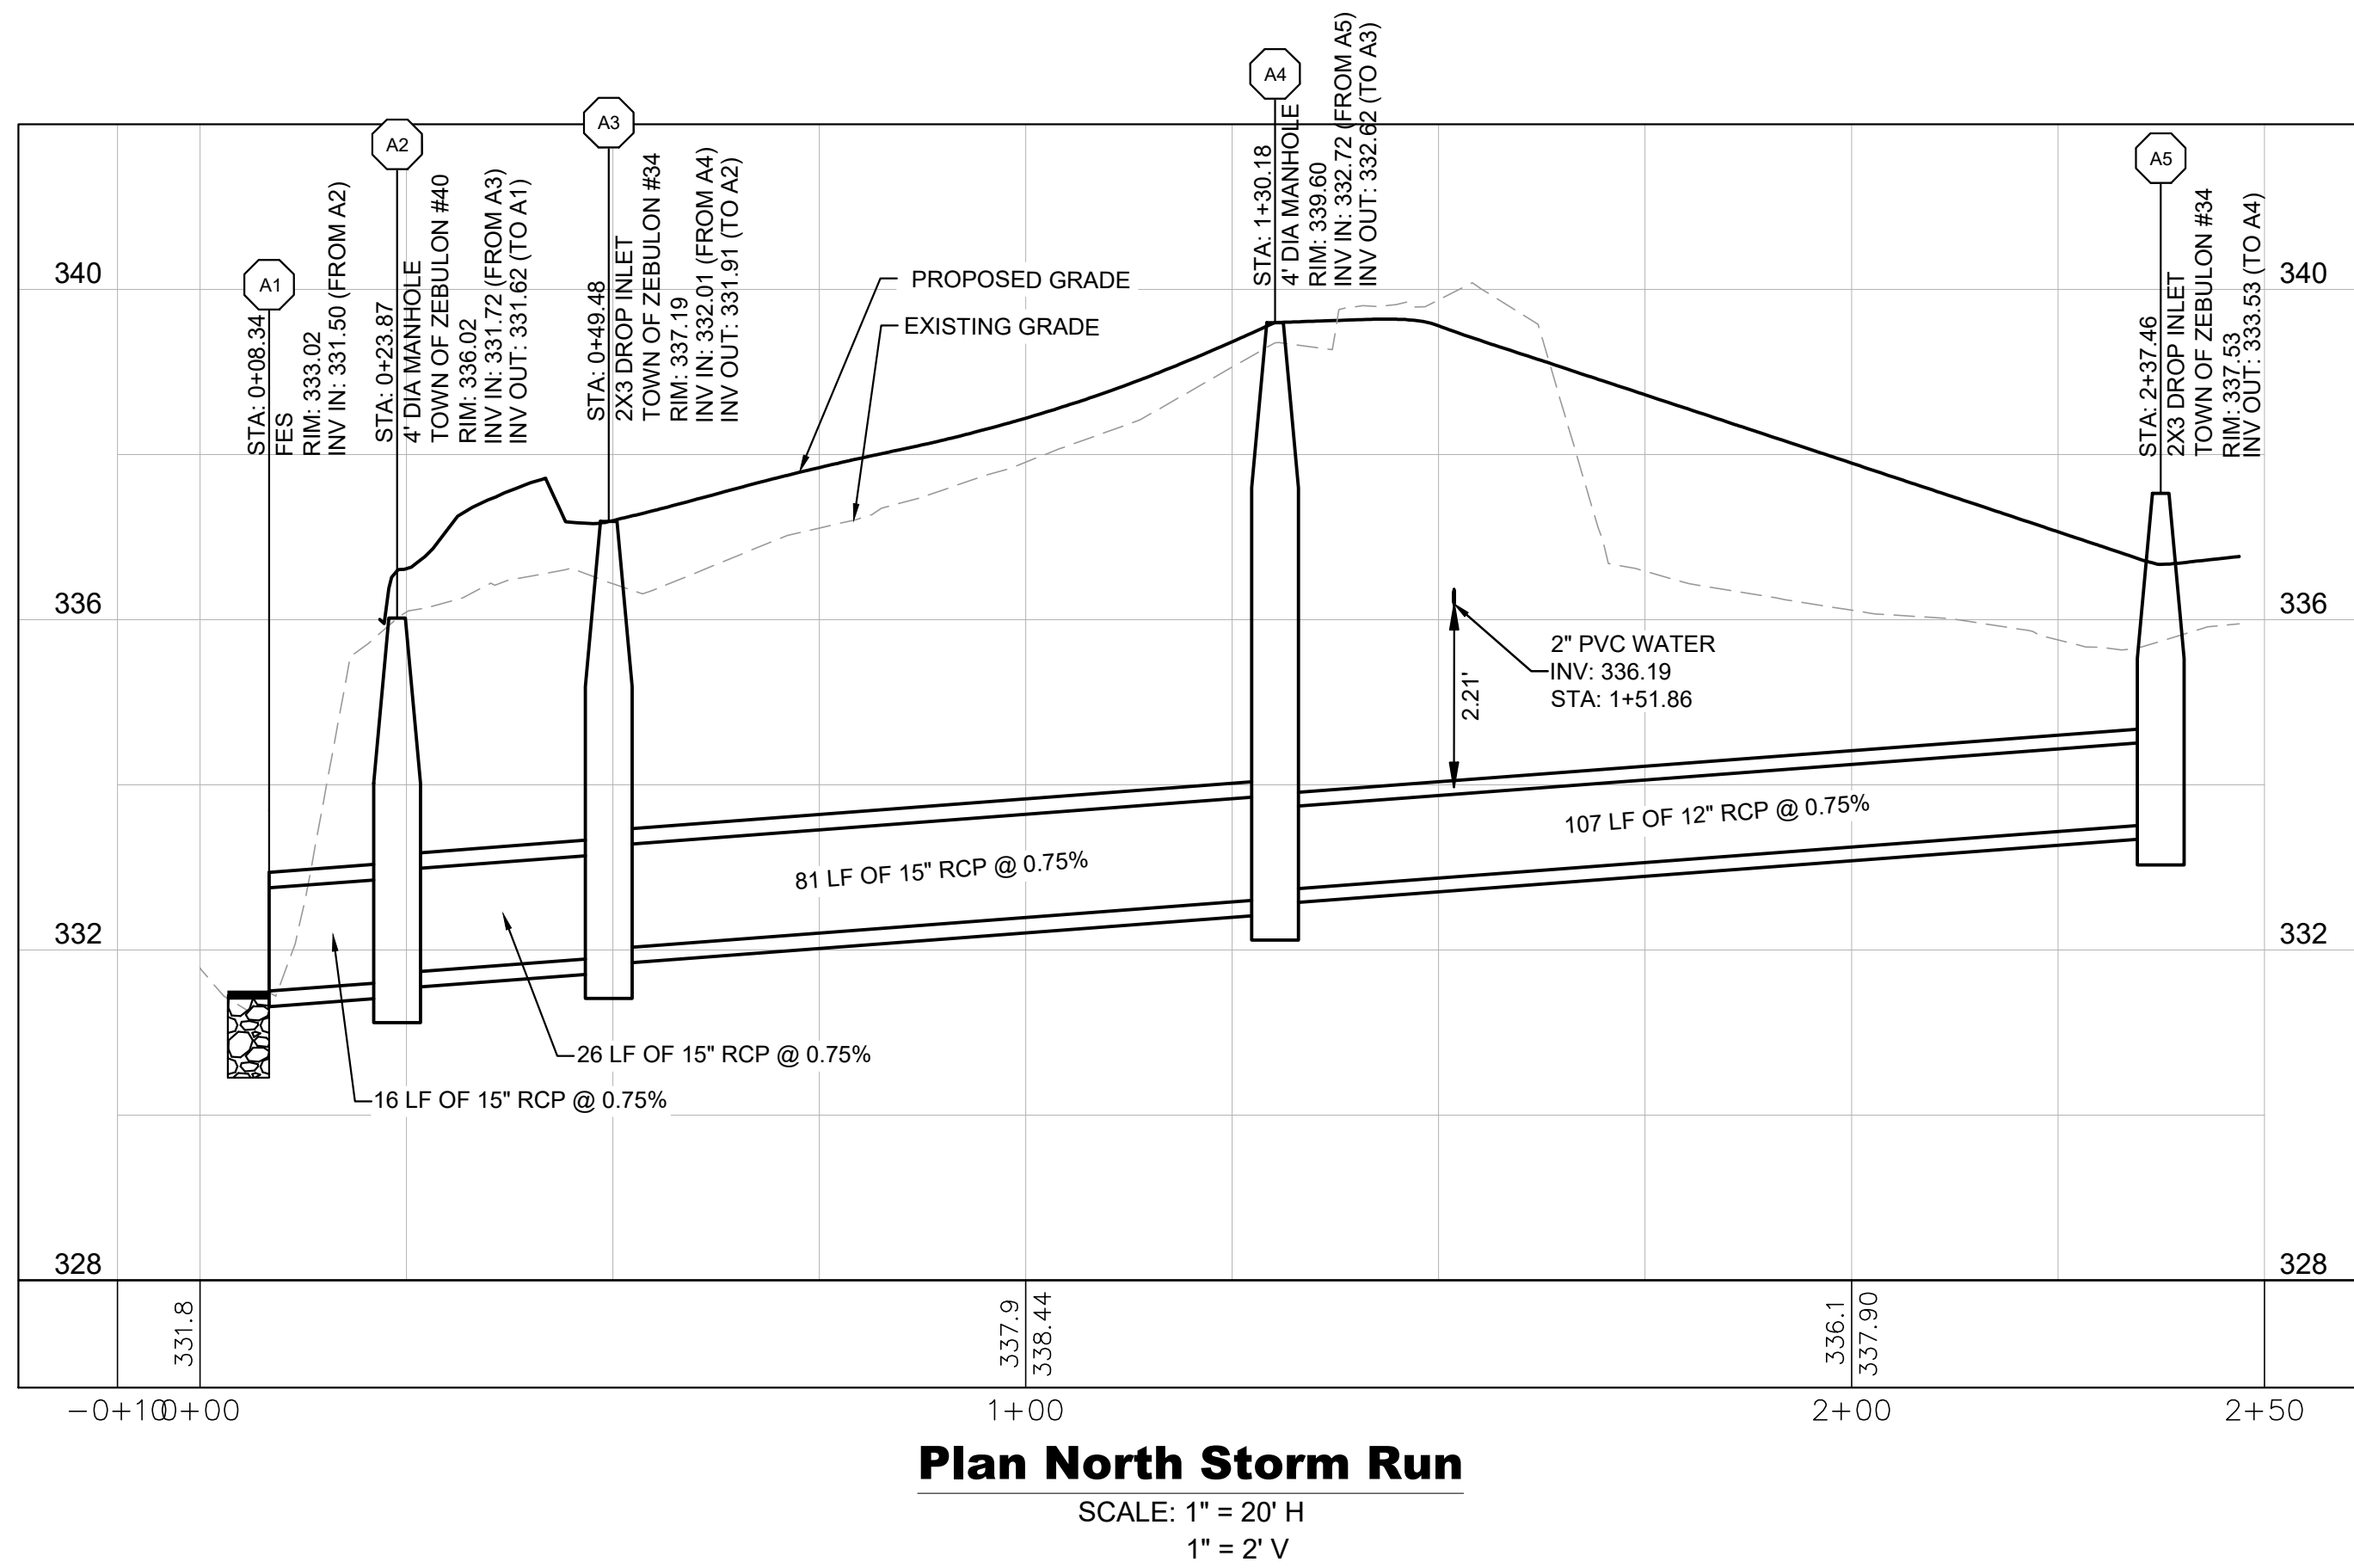 A1
STA: 0+08.34
FES
RIM: 333.02
INV IN: 331.50 (FROM A2)
A2
STA: 0+23.87
4' DIA MANHOLE
TOWN OF ZEBULON #40
RIM: 336.02
INV IN: 331.72 (FROM A3)
INV OUT: 331.62 (TO A1)
A3
STA: 0+49.48
2X3 DROP INLET
TOWN OF ZEBULON #34
RIM: 337.19
INV IN: 332.01 (FROM A4)
INV OUT: 331.91 (TO A2)
A4
STA: 1+30.18
4' DIA MANHOLE
RIM: 339.60
INV IN: 332.72 (FROM A5)
INV OUT: 332.62 (TO A3)
A5
STA: 2+37.46
2X3 DROP INLET
TOWN OF ZEBULON #34
RIM: 337.53
INV OUT: 333.53 (TO A4)
340
340
PROPOSED GRADE
EXISTING GRADE
336
336
2" PVC WATER
INV: 336.19
STA: 1+51.86
2.21'
107 LF OF 12" RCP @ 0.75%
81 LF OF 15" RCP @ 0.75%
332
332
26 LF OF 15" RCP @ 0.75%
16 LF OF 15" RCP @ 0.75%
328
328
331.8
337.9
338.44
336.1
337.90
-0+10
0+00
1+00
2+00
2+50
Plan North Storm Run
SCALE: 1" = 20' H
1" = 2' V